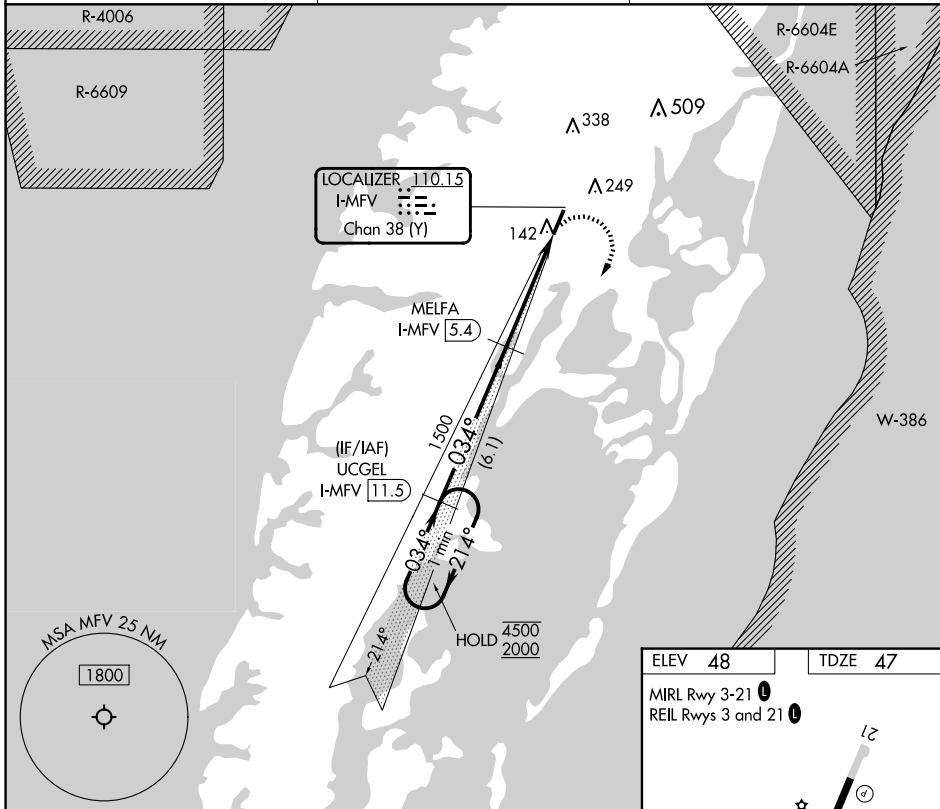 R-4006
R-6609
R-6604E
R-6604A
338
509
249
142
LOCALIZER 110.15
I-MFV
Chan 38 (Y)
MELFA
I-MFV 5.4
W-386
1500
034°
(6.1)
(IF/IAF)
UCGEL
I-MFV 11.5
034°
1 min
214°
HOLD 4500
2000
214°
MSA MFV 25 NM
1800
ELEV 48
TDZE 47
MIRL Rwy 3-21 L
REIL Rwys 3 and 21 L
21
P